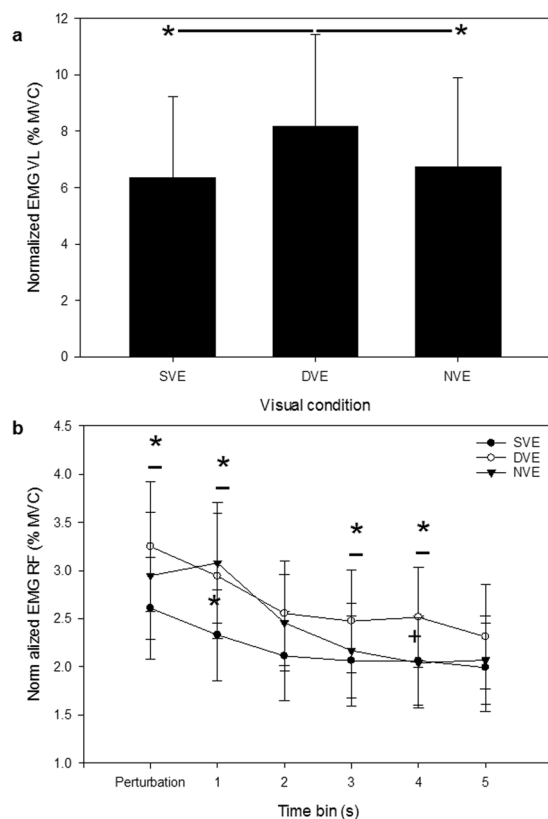 a
Normalized EMG VL (% MVC)
12
10
8
6
4
2
0
* *
SVE DVE NVE
Visual condition
b
Norm alized EMG RF (% MVC)
4.5
4.0
3.5
3.0
2.5
2.0
1.5
1.0
SVE
DVE
NVE
* * * *
*
+
Perturbation 1 2 3 4 5
Time bin (s)